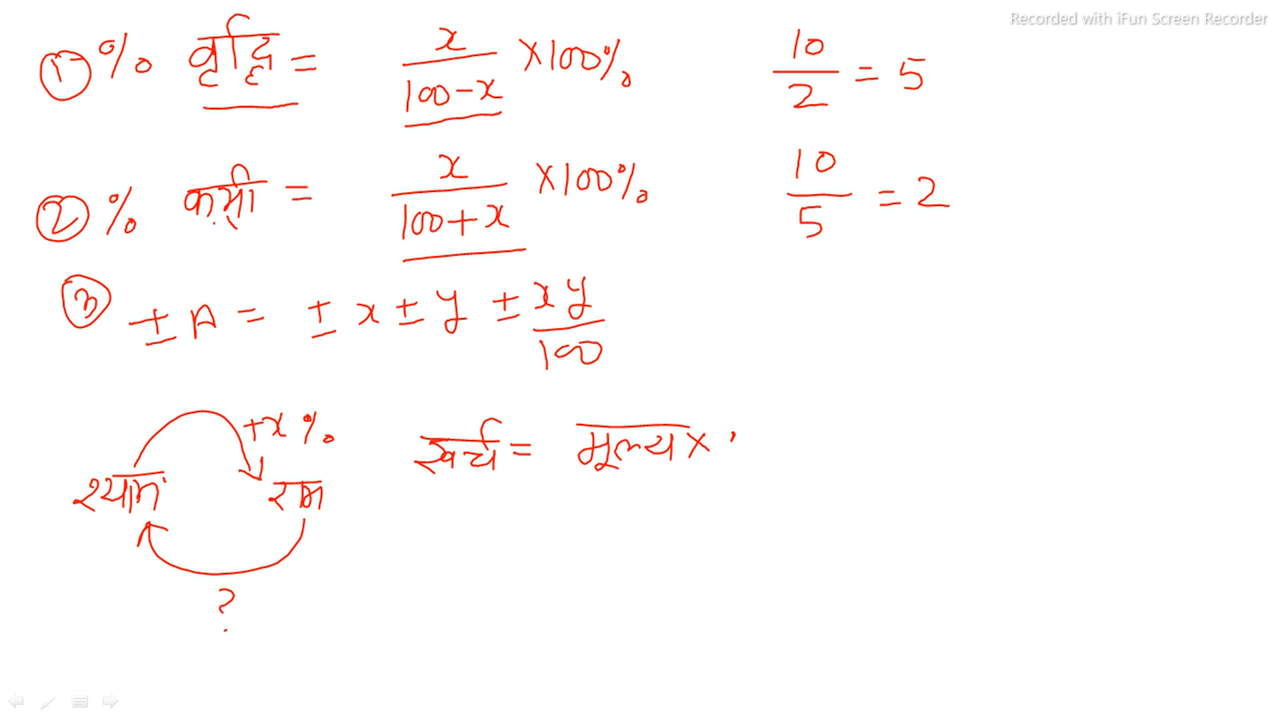 Recorded with iFun Screen Recorder
① % वृद्धि = x/(100-x) ×100% 10/2 = 5
② % कमी = x/(100+x) ×100% 10/5 = 2
③ ± A = ± x ± y ± xy/100
+x%
श्याम राम
?
खर्च = मूल्य ×